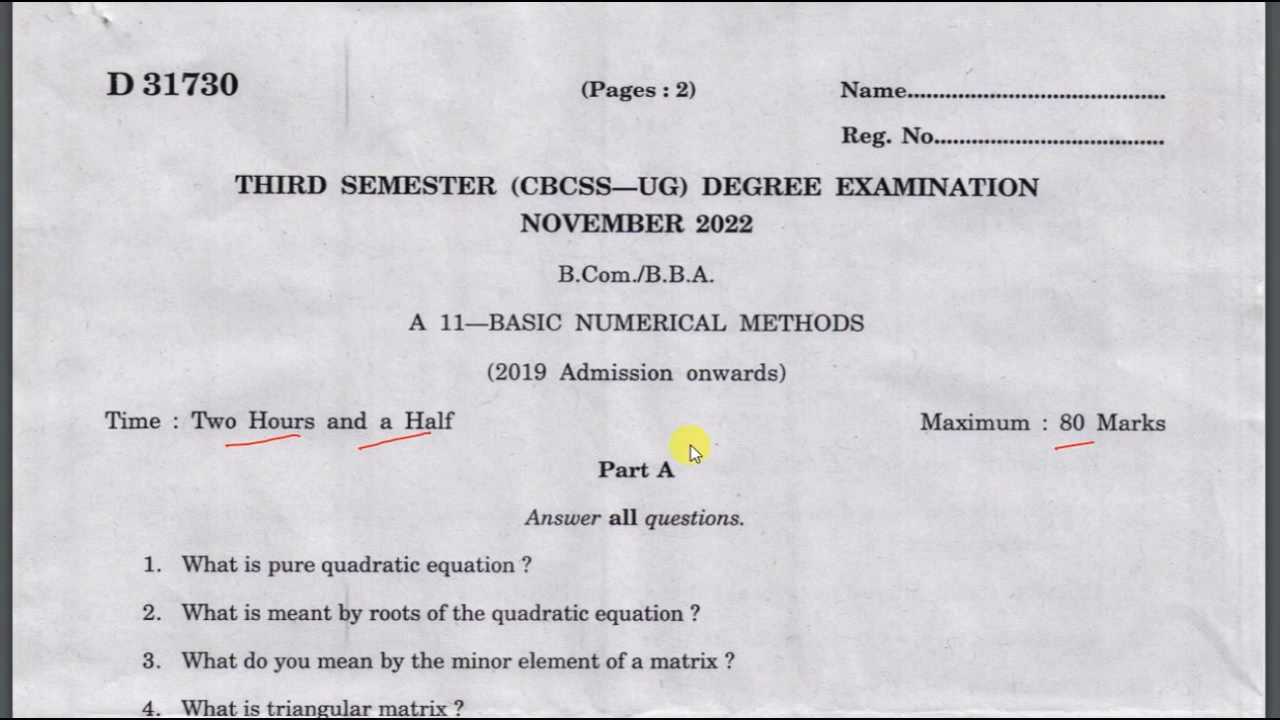 D 31730
(Pages : 2)
Name........................................
Reg. No....................................
THIRD SEMESTER (CBCSS—UG) DEGREE EXAMINATION
NOVEMBER 2022
B.Com./B.B.A.
A 11—BASIC NUMERICAL METHODS
(2019 Admission onwards)
Time : Two Hours and a Half
Maximum : 80 Marks
Part A
Answer all questions.
1. What is pure quadratic equation ?
2. What is meant by roots of the quadratic equation ?
3. What do you mean by the minor element of a matrix ?
4. What is triangular matrix ?